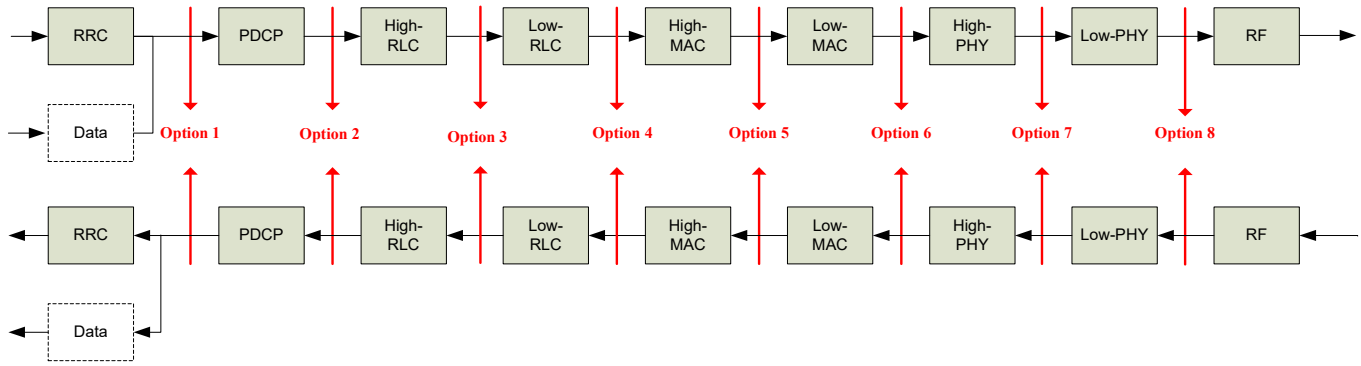 RRC
PDCP
High-
RLC
Low-
RLC
High-
MAC
Low-
MAC
High-
PHY
Low-PHY
RF
Data
Option 1
Option 2
Option 3
Option 4
Option 5
Option 6
Option 7
Option 8
RRC
PDCP
High-
RLC
Low-
RLC
High-
MAC
Low-
MAC
High-
PHY
Low-PHY
RF
Data